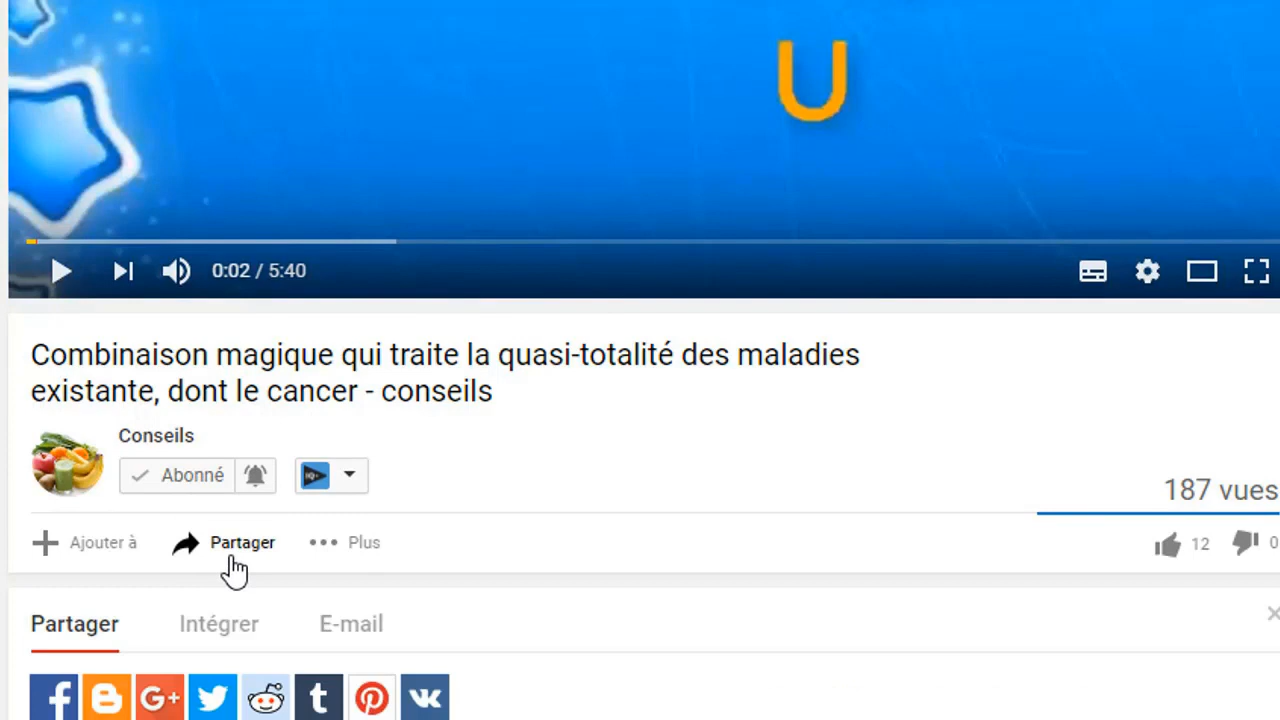 U
0:02 / 5:40
Combinaison magique qui traite la quasi-totalité des maladies
existante, dont le cancer - conseils
Conseils
Abonné
187 vues
Ajouter à
Partager
Plus
12
0
Partager
Intégrer
E-mail